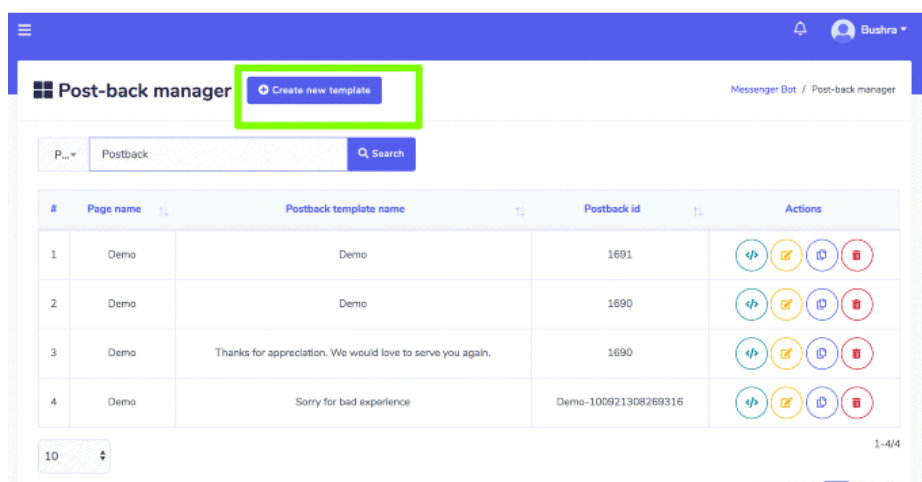 Bushra
Post-back manager
Create new template
Messenger Bot / Post-back manager
P... Postback Search
# Page name Postback template name Postback id Actions
1 Demo Demo 1691
2 Demo Demo 1690
3 Demo Thanks for appreciation. We would love to serve you again. 1690
4 Demo Sorry for bad experience Demo-100921308269316
1-4/4
10